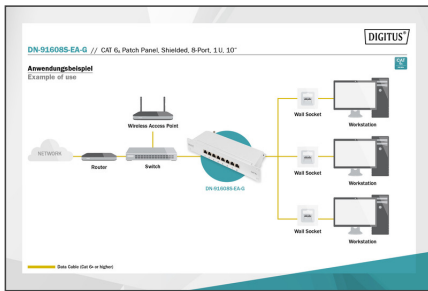 DIGITUS®
DN-91608S-EA-G // CAT 6A Patch Panel, Shielded, 8-Port, 1U, 10"
CAT
Anwendungsbeispiel
Example of use
Wireless Access Point
Wall Socket
Workstation
NETWORK
Router
Switch
DN-91608S-EA-G
Wall Socket
Workstation
Wall Socket
Workstation
Data Cable (Cat 6A or higher)